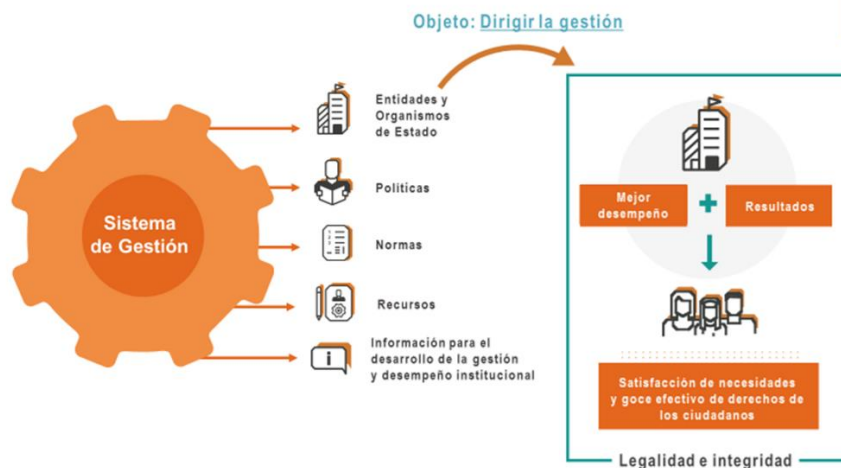 Objeto: Dirigir la gestión
Sistema
de Gestión
Entidades y
Organismos
de Estado
Políticas
Normas
Recursos
Información para el
desarrollo de la gestión
y desempeño institucional
Mejor
desempeño
+
Resultados
Satisfacción de necesidades
y goce efectivo de derechos de
los ciudadanos
Legalidad e integridad